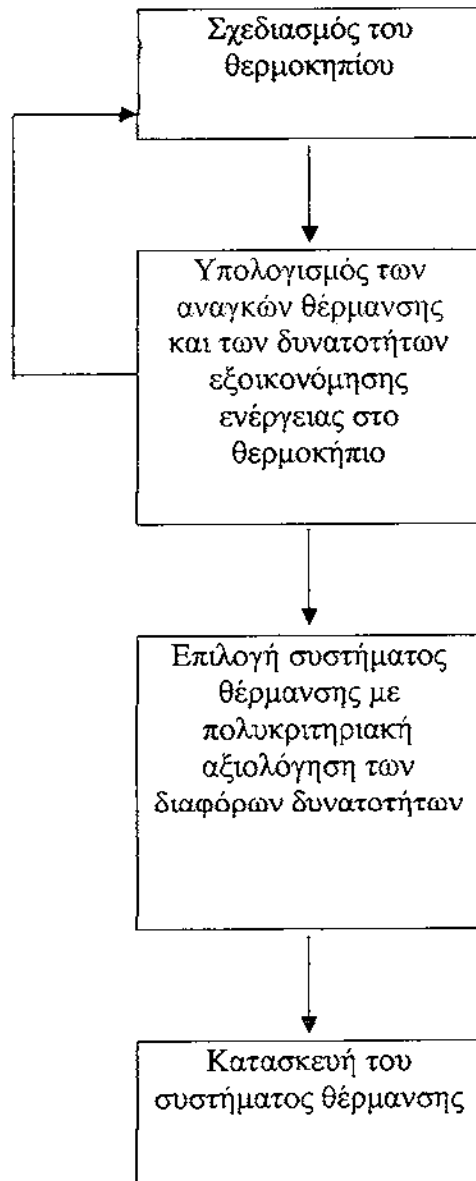 Σχεδιασμός του
θερμοκηπίου
Υπολογισμός των
αναγκών θέρμανσης
και των δυνατοτήτων
εξοικονόμησης
ενέργειας στο
θερμοκήπιο
Επιλογή συστήματος
θέρμανσης με
πολυκριτηριακή
αξιολόγηση των
διαφόρων δυνατοτήτων
Κατασκευή του
συστήματος θέρμανσης